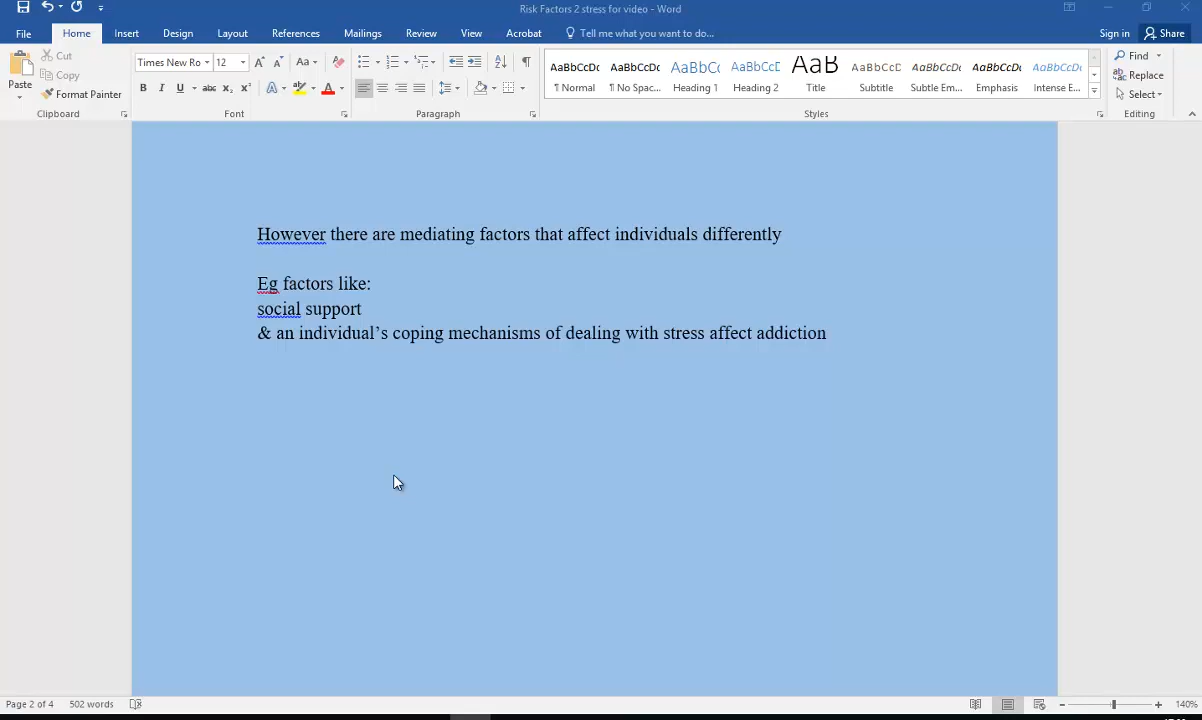 Risk Factors 2 stress for video - Word
File Home Insert Design Layout References Mailings Review View Acrobat Tell me what you want to do... Sign in Share
Paste Cut Copy Format Painter
Clipboard
Times New Ro 12 Aa
B I U abc X₂ X² A A
Font
Paragraph
AaBbCcDc AaBbCcDc AaBbCc AaBbCcC AaB AaBbCcD AaBbCcDc AaBbCcDc AaBbCcDc
¶ Normal ¶ No Spac... Heading 1 Heading 2 Title Subtitle Subtle Em... Emphasis Intense E...
Styles
Find
Replace
Select
Editing
However there are mediating factors that affect individuals differently
Eg factors like:
social support
& an individual’s coping mechanisms of dealing with stress affect addiction
Page 2 of 4 502 words 140%